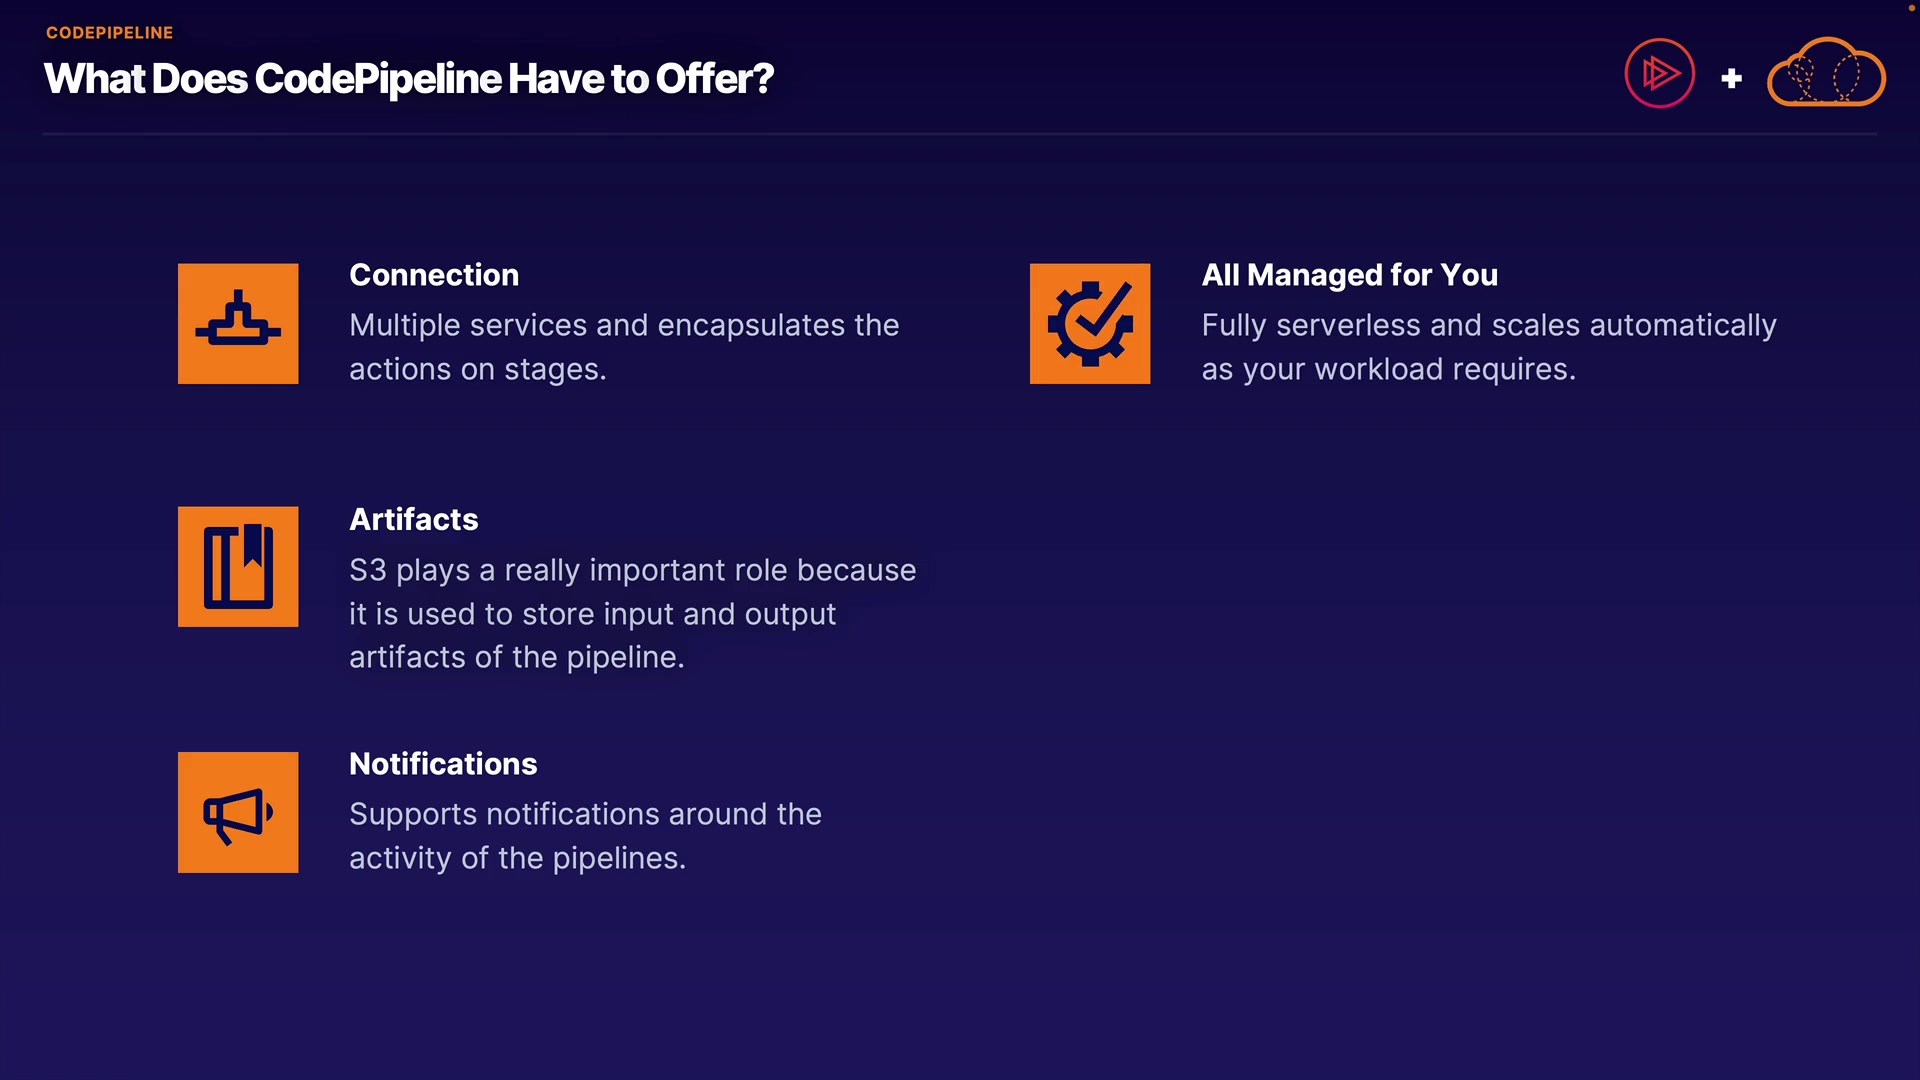 CODEPIPELINE
What Does CodePipeline Have to Offer?
+
Connection
Multiple services and encapsulates the
actions on stages.
Artifacts
S3 plays a really important role because
it is used to store input and output
artifacts of the pipeline.
Notifications
Supports notifications around the
activity of the pipelines.
All Managed for You
Fully serverless and scales automatically
as your workload requires.